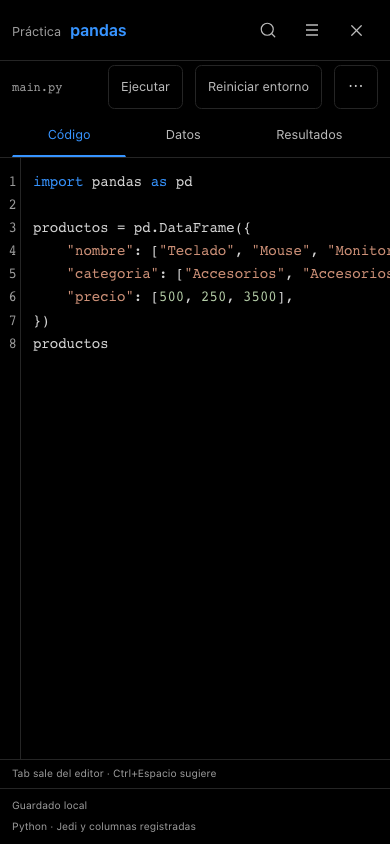 Práctica pandas
main.py Ejecutar Reiniciar entorno ...
Código Datos Resultados
1 import pandas as pd
2
3 productos = pd.DataFrame({
4     "nombre": ["Teclado", "Mouse", "Monitor
5     "categoria": ["Accesorios", "Accesorios
6     "precio": [500, 250, 3500],
7 })
8 productos
Tab sale del editor · Ctrl+Espacio sugiere
Guardado local
Python · Jedi y columnas registradas